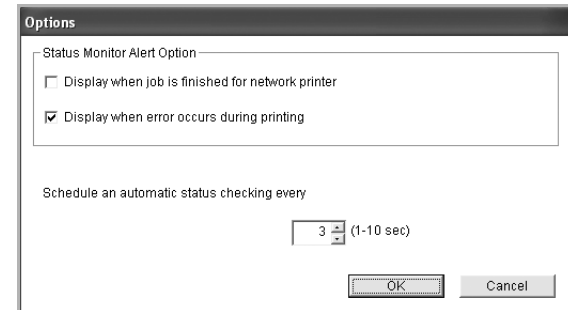 Options
Status Monitor Alert Option
Display when job is finished for network printer
Display when error occurs during printing
Schedule an automatic status checking every
3 (1-10 sec)
OK Cancel